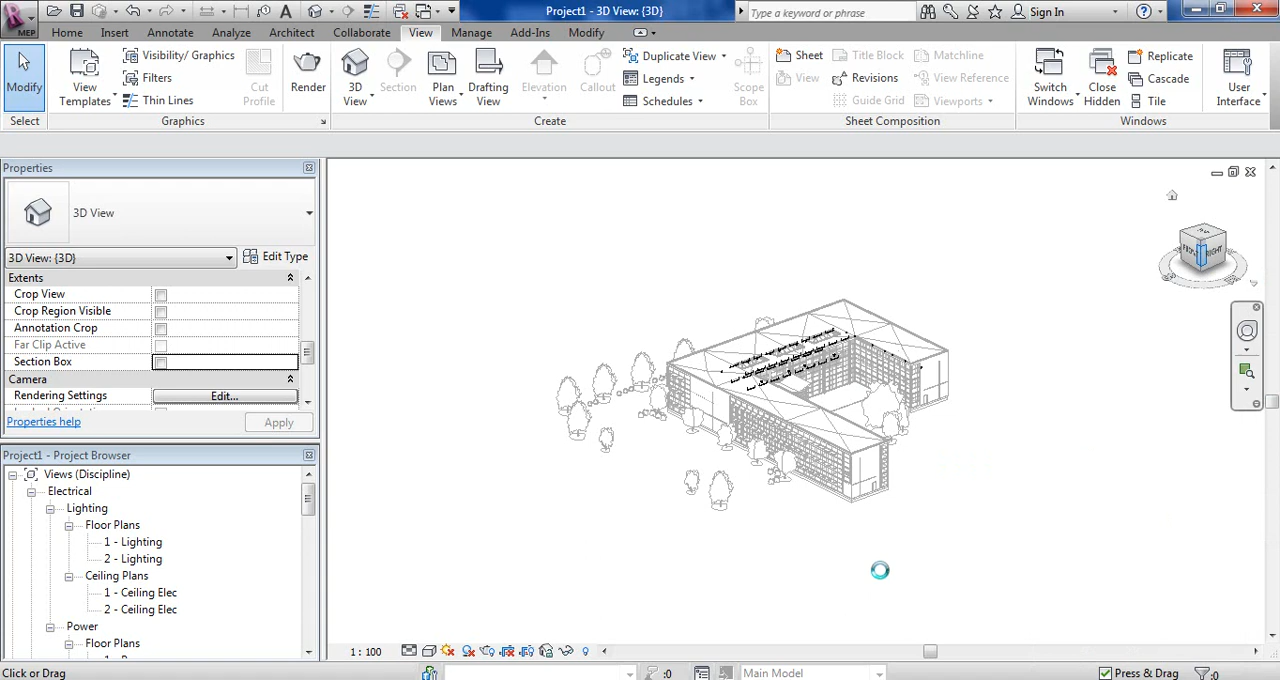 Project1 - 3D View: {3D}
Type a keyword or phrase
Sign In
MEP
Home Insert Annotate Analyze Architect Collaborate View Manage Add-Ins Modify
Modify
View Templates
Visibility/ Graphics
Filters
Thin Lines
Cut Profile
Render
3D View
Section
Plan Views
Drafting View
Elevation
Callout
Duplicate View
Legends
Schedules
Scope Box
Sheet
View
Title Block
Revisions
Guide Grid
Matchline
View Reference
Viewports
Switch Windows
Close Hidden
Replicate
Cascade
Tile
User Interface
Select Graphics Create Sheet Composition Windows
Properties
3D View
3D View: {3D} Edit Type
Extents
Crop View
Crop Region Visible
Annotation Crop
Far Clip Active
Section Box
Camera
Rendering Settings Edit...
Properties help Apply
Project1 - Project Browser
Views (Discipline)
Electrical
Lighting
Floor Plans
1 - Lighting
2 - Lighting
Ceiling Plans
1 - Ceiling Elec
2 - Ceiling Elec
Power
Floor Plans
RIGHT
1 : 100
Click or Drag
:0
Main Model
Press & Drag
:0